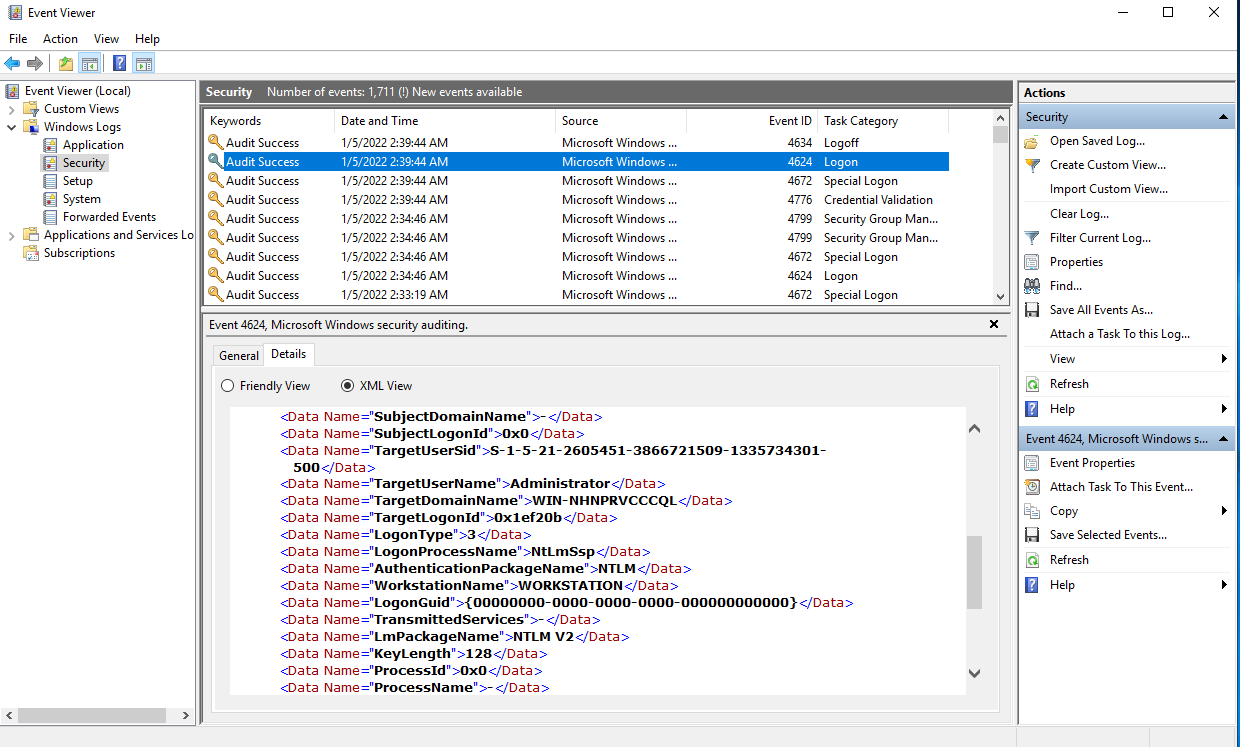 Event Viewer
File Action View Help
Event Viewer (Local)
Custom Views
Windows Logs
Application
Security
Setup
System
Forwarded Events
Applications and Services Lo
Subscriptions
Security Number of events: 1,711 (!) New events available
Keywords Date and Time Source Event ID Task Category
Audit Success 1/5/2022 2:39:44 AM Microsoft Windows ... 4634 Logoff
Audit Success 1/5/2022 2:39:44 AM Microsoft Windows ... 4624 Logon
Audit Success 1/5/2022 2:39:44 AM Microsoft Windows ... 4672 Special Logon
Audit Success 1/5/2022 2:39:44 AM Microsoft Windows ... 4776 Credential Validation
Audit Success 1/5/2022 2:34:46 AM Microsoft Windows ... 4799 Security Group Man...
Audit Success 1/5/2022 2:34:46 AM Microsoft Windows ... 4799 Security Group Man...
Audit Success 1/5/2022 2:34:46 AM Microsoft Windows ... 4672 Special Logon
Audit Success 1/5/2022 2:34:46 AM Microsoft Windows ... 4624 Logon
Audit Success 1/5/2022 2:33:19 AM Microsoft Windows ... 4672 Special Logon
Event 4624, Microsoft Windows security auditing.
General Details
Friendly View XML View
<Data Name="SubjectDomainName">-</Data>
<Data Name="SubjectLogonId">0x0</Data>
<Data Name="TargetUserSid">S-1-5-21-2605451-3866721509-1335734301-
500</Data>
<Data Name="TargetUserName">Administrator</Data>
<Data Name="TargetDomainName">WIN-NHNPRVCCCQL</Data>
<Data Name="TargetLogonId">0x1ef20b</Data>
<Data Name="LogonType">3</Data>
<Data Name="LogonProcessName">NtLmSsp</Data>
<Data Name="AuthenticationPackageName">NTLM</Data>
<Data Name="WorkstationName">WORKSTATION</Data>
<Data Name="LogonGuid">{00000000-0000-0000-0000-000000000000}</Data>
<Data Name="TransmittedServices">-</Data>
<Data Name="LmPackageName">NTLM V2</Data>
<Data Name="KeyLength">128</Data>
<Data Name="ProcessId">0x0</Data>
<Data Name="ProcessName">-</Data>
Actions
Security
Open Saved Log...
Create Custom View...
Import Custom View...
Clear Log...
Filter Current Log...
Properties
Find...
Save All Events As...
Attach a Task To this Log...
View
Refresh
Help
Event 4624, Microsoft Windows s...
Event Properties
Attach Task To This Event...
Copy
Save Selected Events...
Refresh
Help